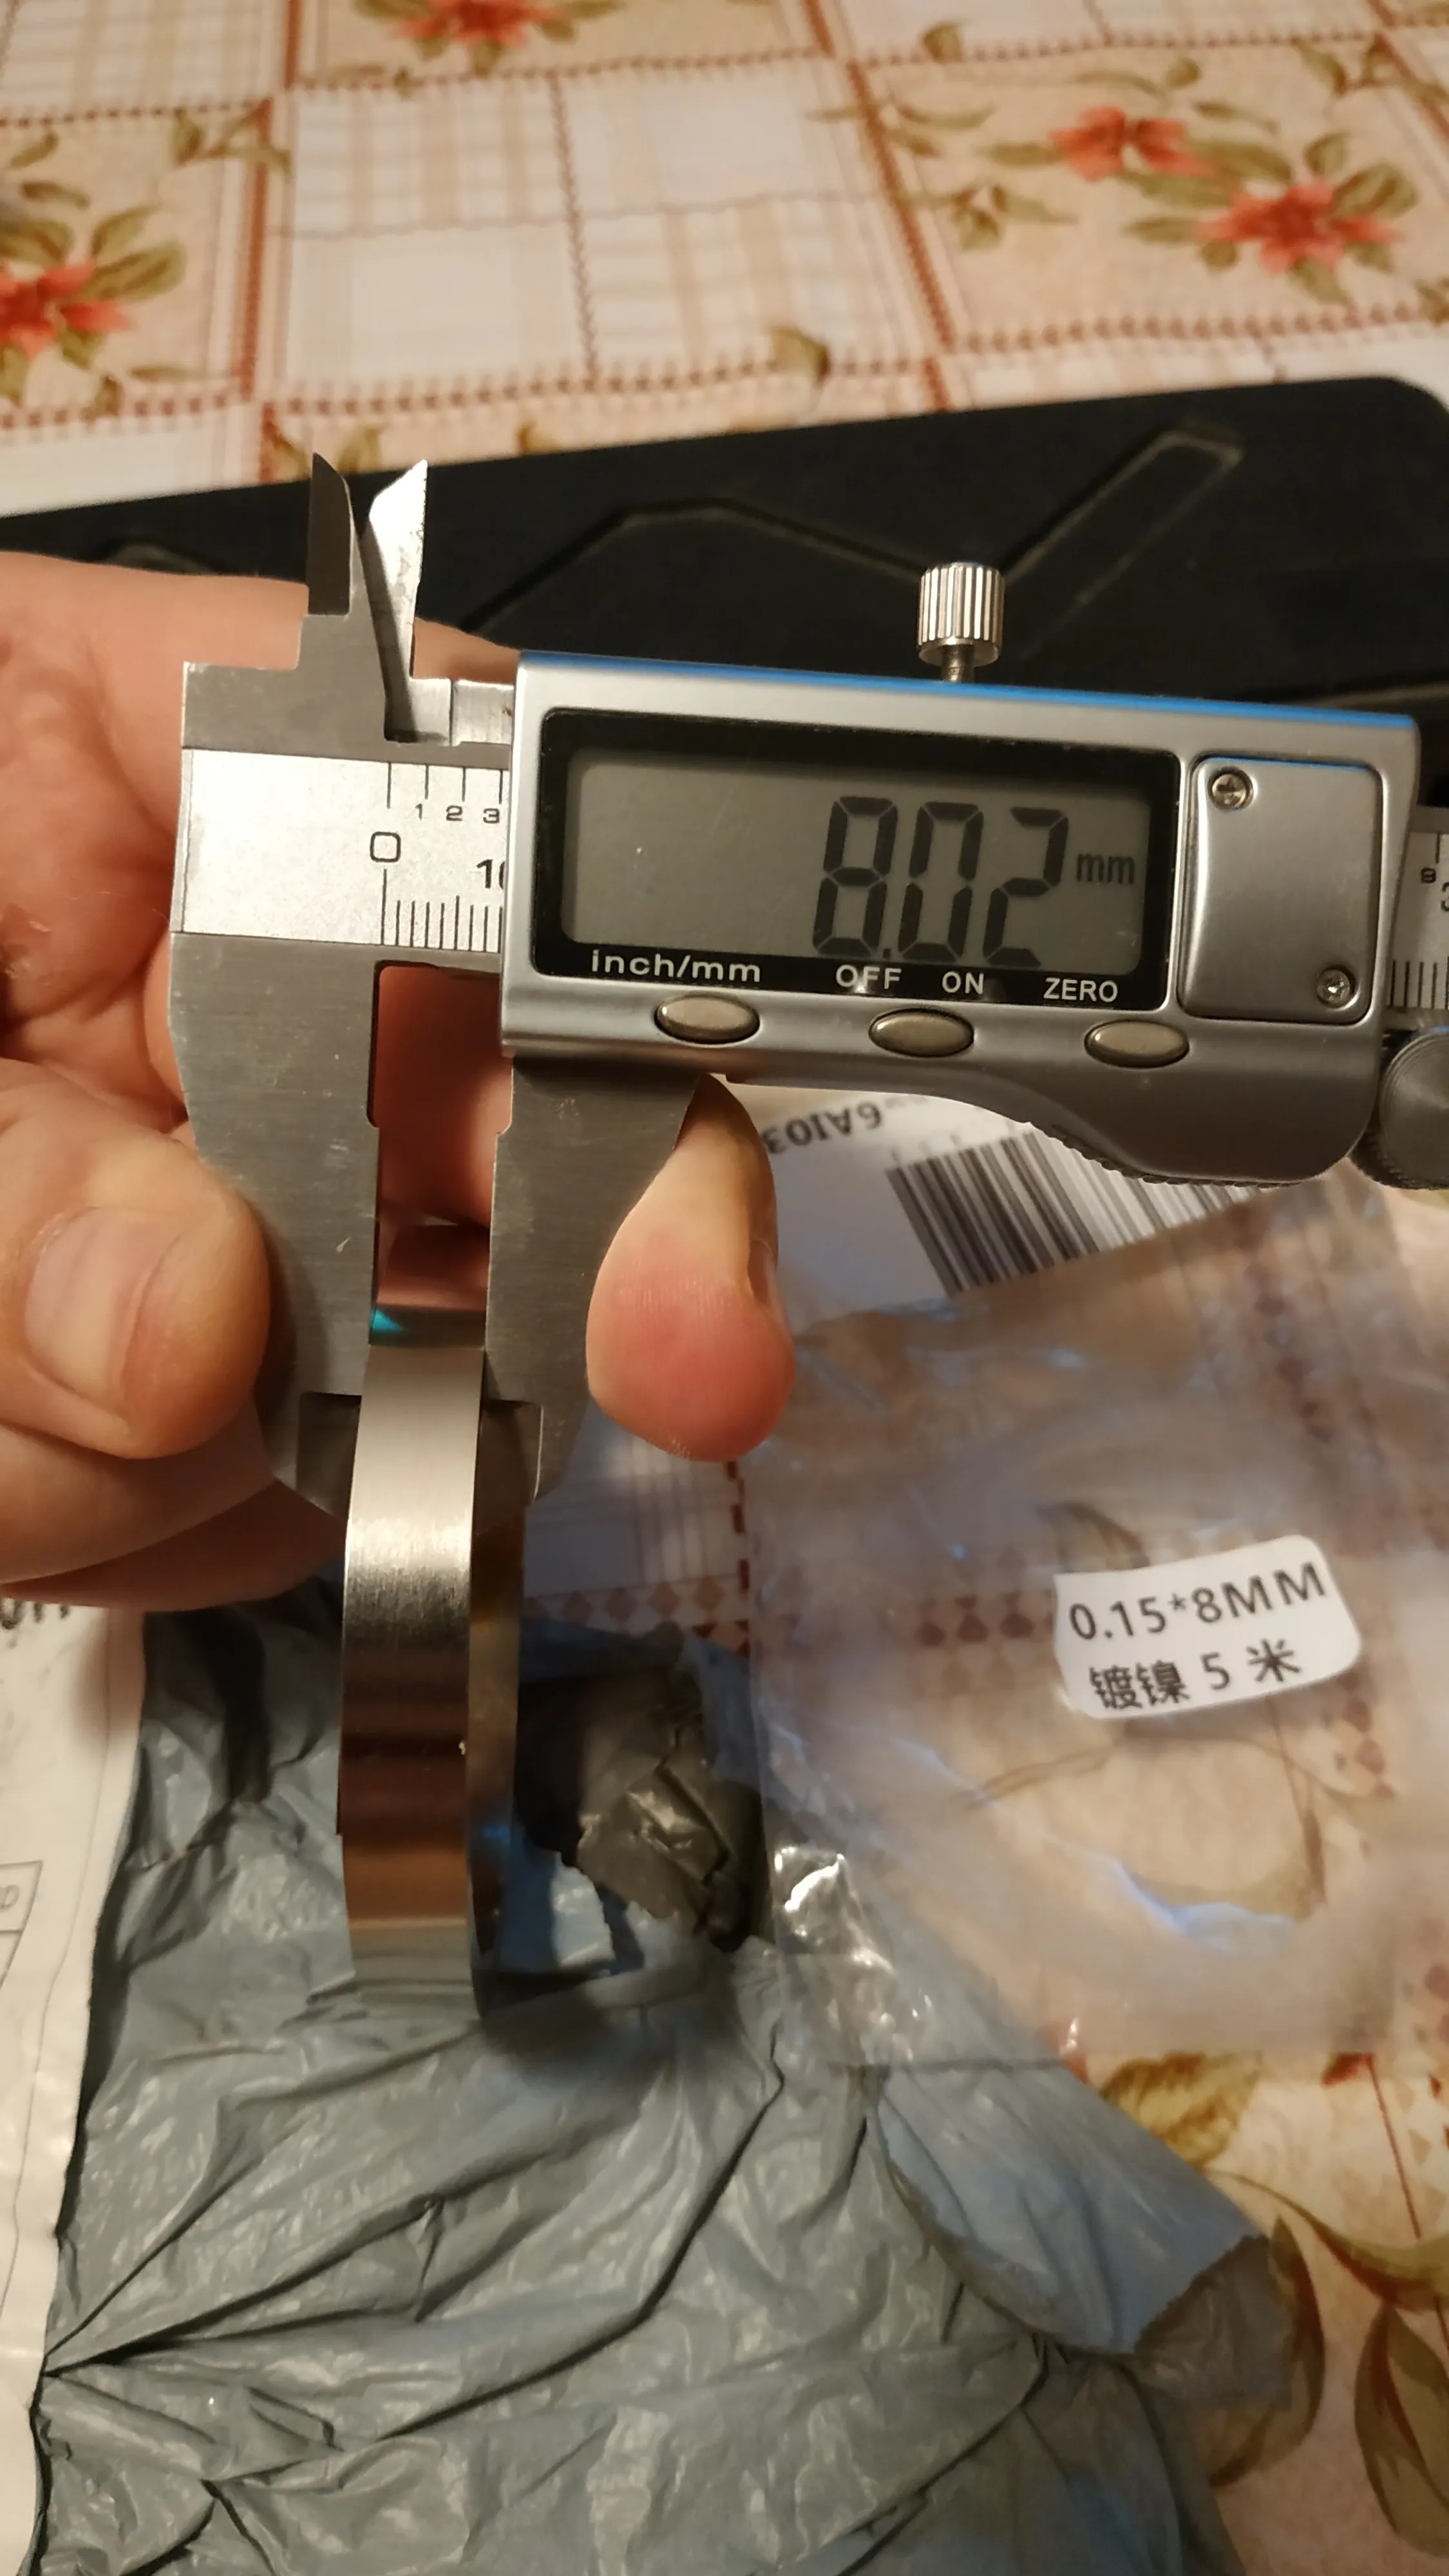 1 2 3
0
8.02 mm
inch/mm OFF ON ZERO
6AI03
0.15*8MM
镀镍 5 米